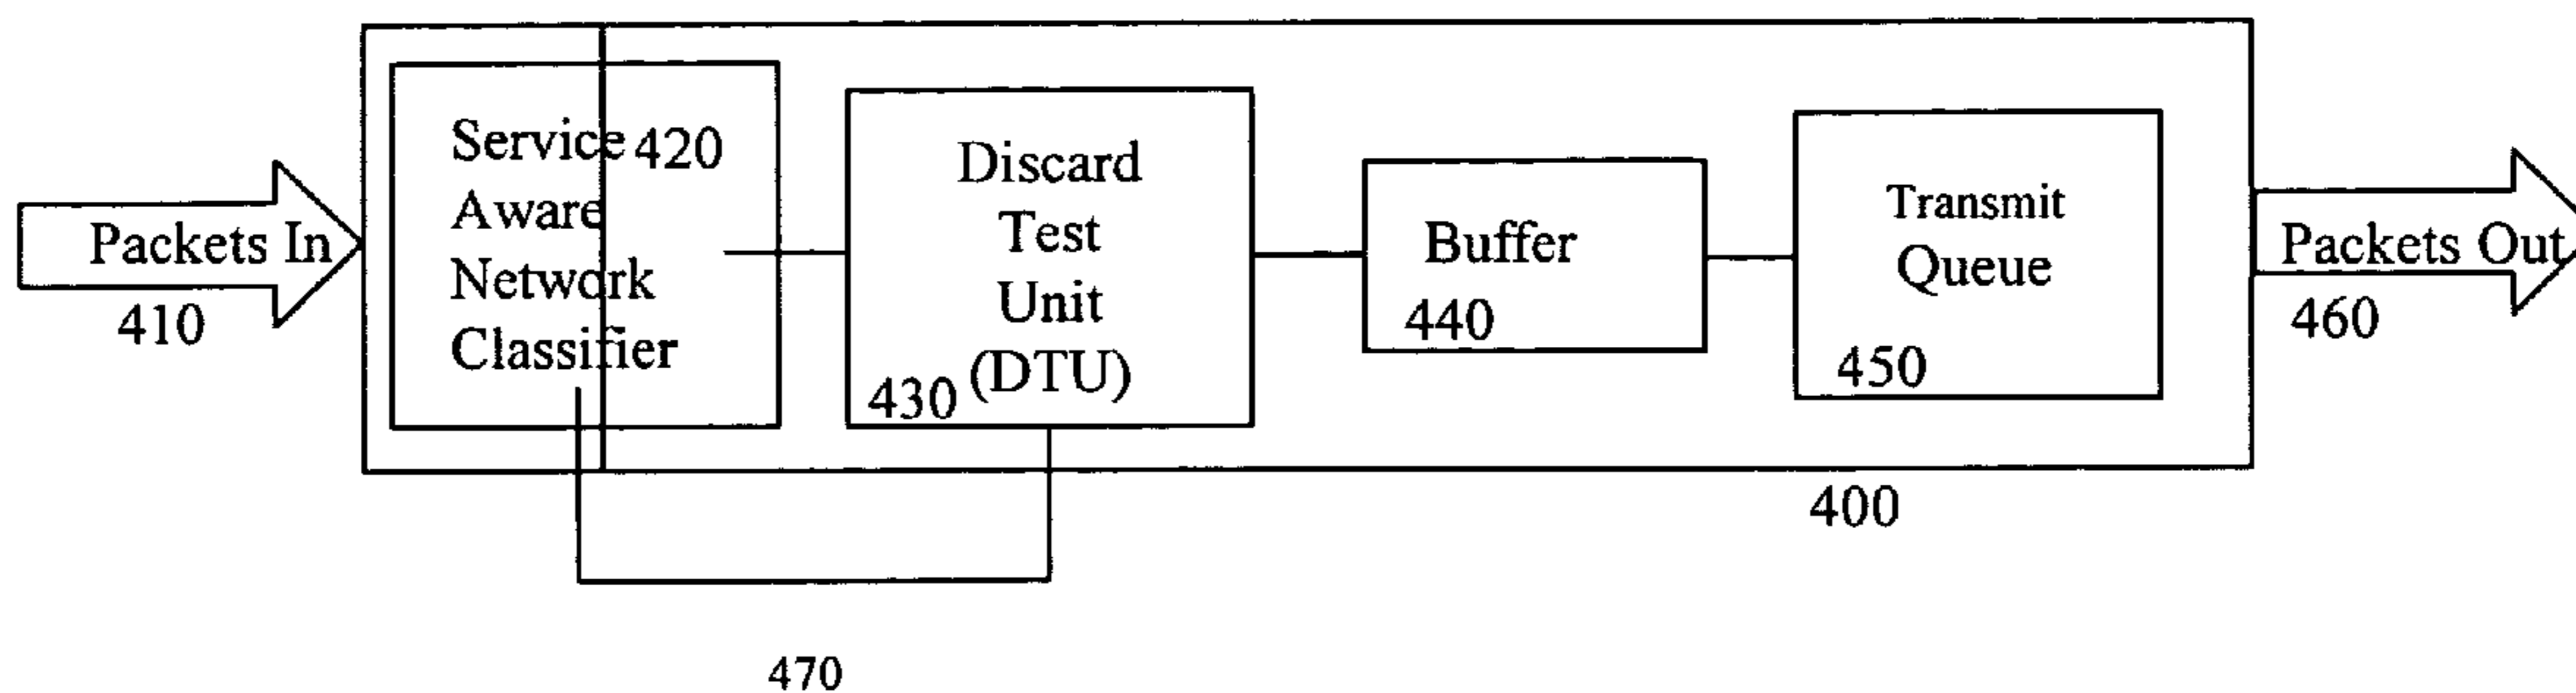 Packets In
410
Service
Aware
Network
Classifier
420
Discard
Test
Unit
(DTU)
430
Buffer
440
Transmit
Queue
450
Packets Out
460
400
470